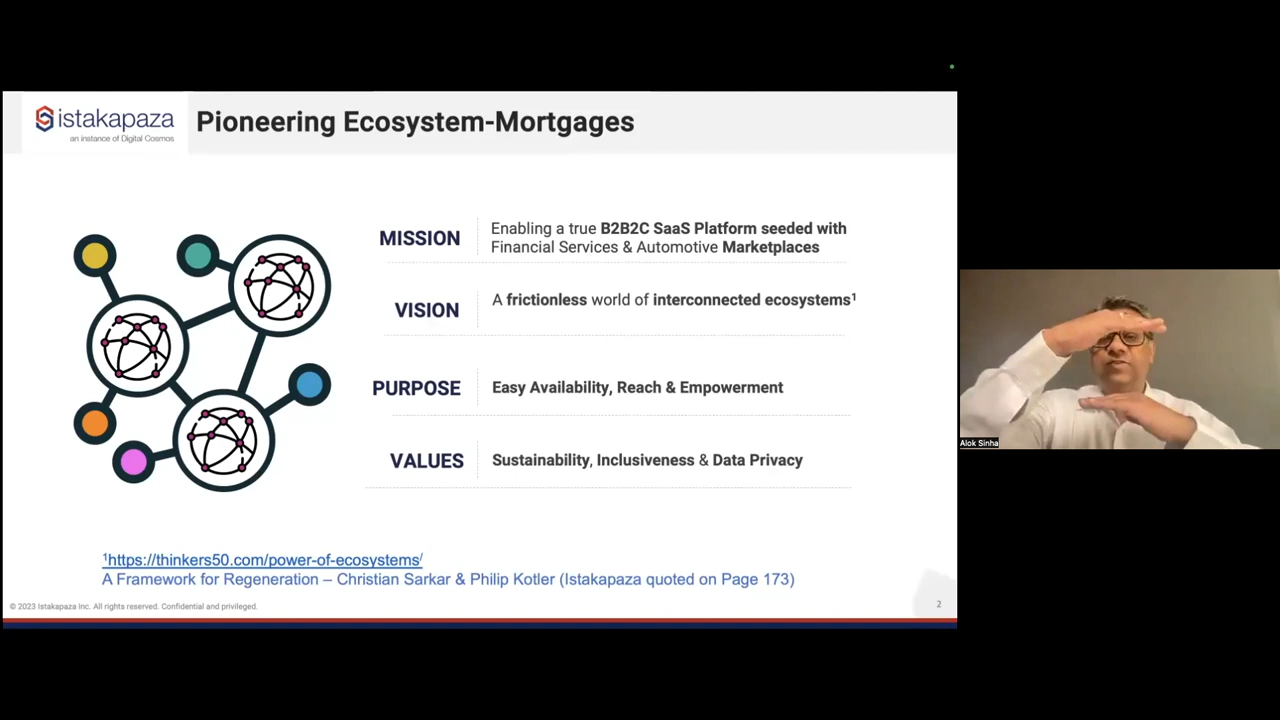 istakapaza
an instance of Digital Cosmos
Pioneering Ecosystem-Mortgages
MISSION
Enabling a true B2B2C SaaS Platform seeded with
Financial Services & Automotive Marketplaces
VISION
A frictionless world of interconnected ecosystems¹
PURPOSE
Easy Availability, Reach & Empowerment
VALUES
Sustainability, Inclusiveness & Data Privacy
Alok Sinha
¹https://thinkers50.com/power-of-ecosystems/
A Framework for Regeneration – Christian Sarkar & Philip Kotler (Istakapaza quoted on Page 173)
© 2023 Istakapaza Inc. All rights reserved. Confidential and privileged.
2